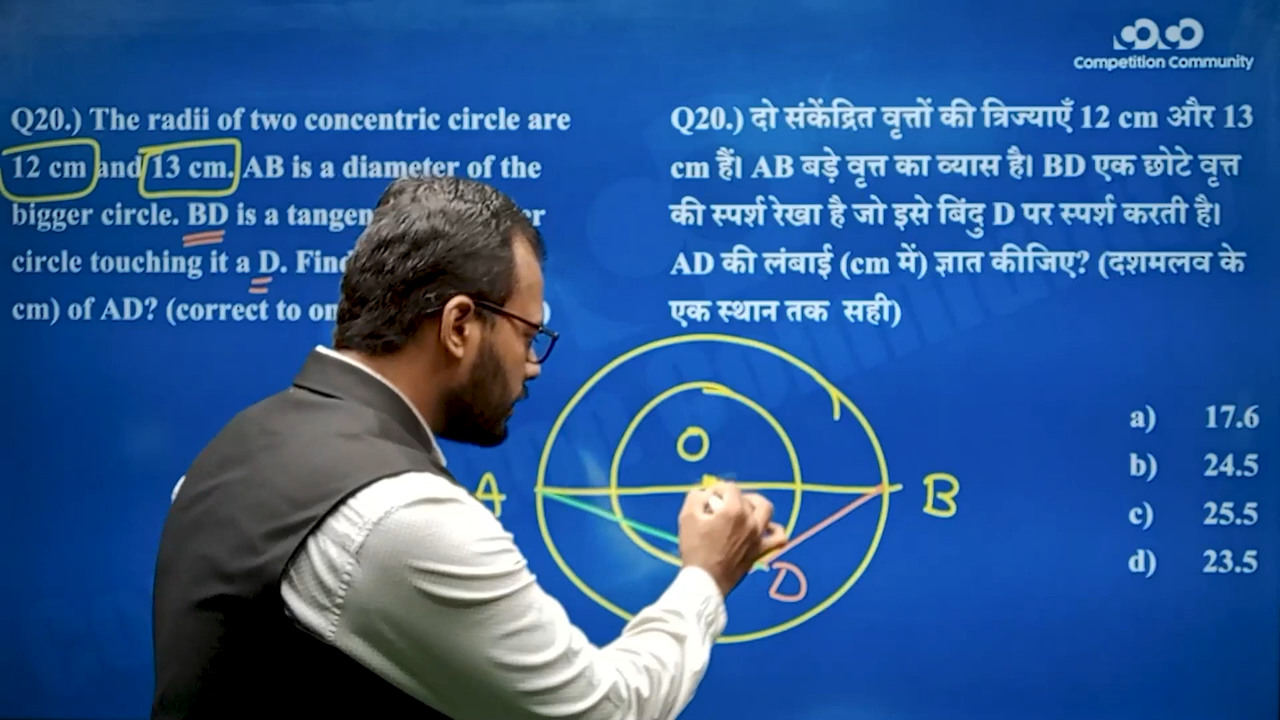 Competition Community
Q20.) The radii of two concentric circle are
12 cm and 13 cm. AB is a diameter of the
bigger circle. BD is a
circle touching it a D.
cm) of AD? (correct to
Q20.) दो संकेंद्रित वृत्तों की त्रिज्याएँ 12 cm और 13
cm हैं। AB बड़े वृत्त का व्यास है। BD एक छोटे वृत्त
की स्पर्श रेखा है जो इसे बिंदु D पर स्पर्श करती है।
AD की लंबाई (cm में) ज्ञात कीजिए? (दशमलव के
एक स्थान तक सही)
a) 17.6
b) 24.5
c) 25.5
d) 23.5
O
A
B
D